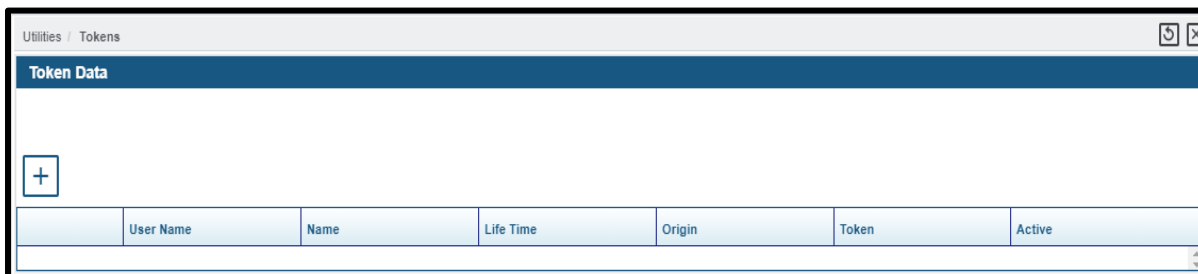 Utilities / Tokens
Token Data
+
User Name Name Life Time Origin Token Active